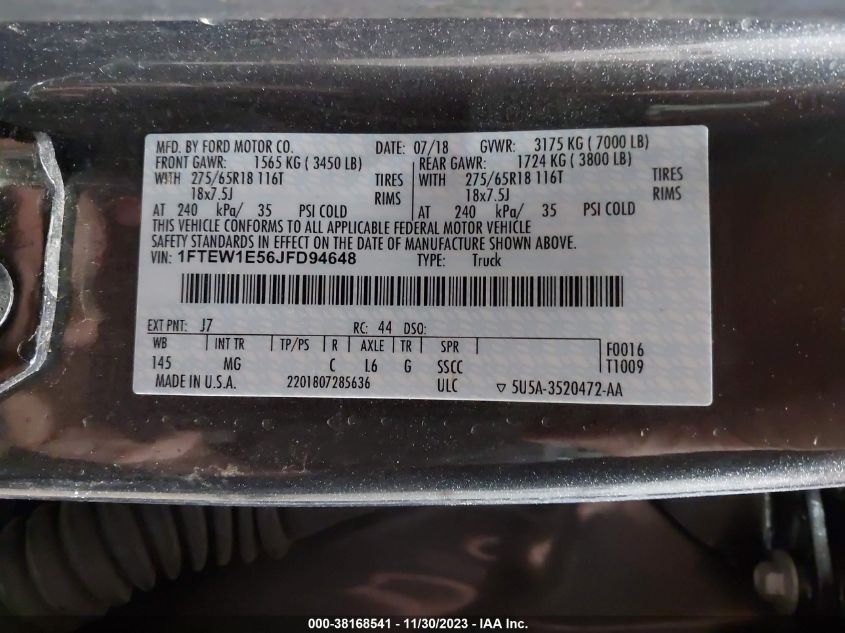 MFD. BY FORD MOTOR CO. DATE: 07/18 GVWR: 3175 KG ( 7000 LB)
FRONT GAWR: 1565 KG ( 3450 LB) REAR GAWR: 1724 KG ( 3800 LB)
WITH 275/65R18 116T TIRES WITH 275/65R18 116T TIRES
18x7.5J RIMS 18x7.5J RIMS
AT 240 kPa/ 35 PSI COLD AT 240 kPa/ 35 PSI COLD
THIS VEHICLE CONFORMS TO ALL APPLICABLE FEDERAL MOTOR VEHICLE
SAFETY STANDARDS IN EFFECT ON THE DATE OF MANUFACTURE SHOWN ABOVE.
VIN: 1FTEW1E56JFD94648 TYPE: Truck
EXT PNT: J7 RC: 44 DSO:
WB INT TR TP/PS R AXLE TR SPR F0016
145 MG C L6 G SSCC T1009
MADE IN U.S.A. 2201807285636 ULC ▽ 5U5A-3520472-AA
000-38168541 - 11/30/2023 - IAA Inc.